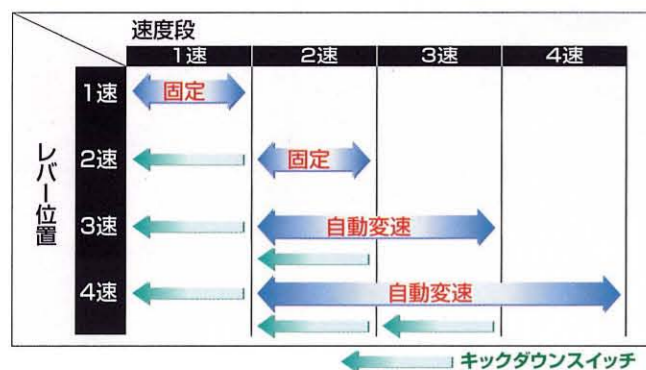 速度段
1速 2速 3速 4速
レバー位置
1速 固定
2速 固定
3速 自動変速
4速 自動変速
キックダウンスイッチ